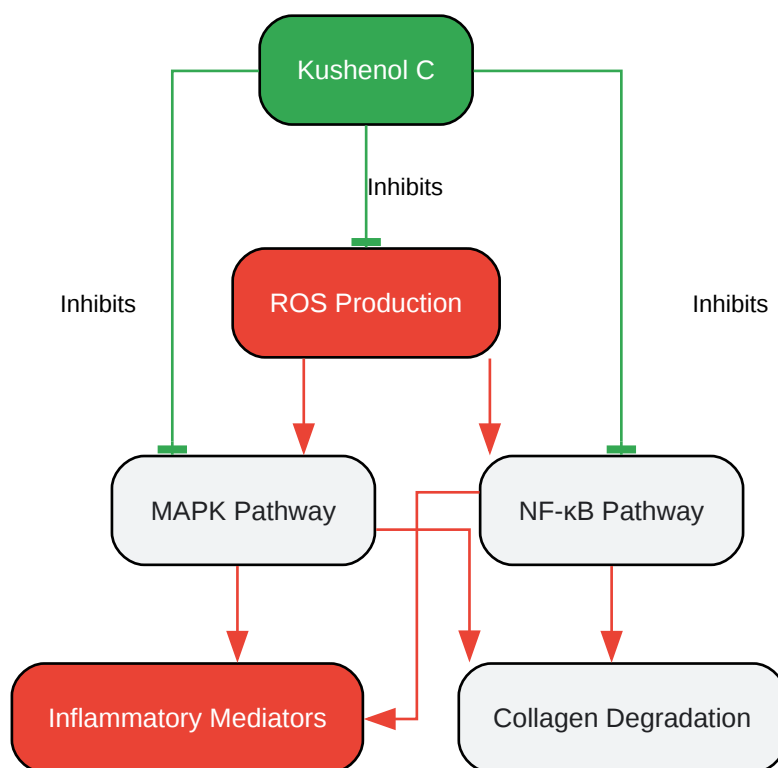 Kushenol C
Inhibits
ROS Production
Inhibits
Inhibits
MAPK Pathway
NF-κB Pathway
Inflammatory Mediators
Collagen Degradation